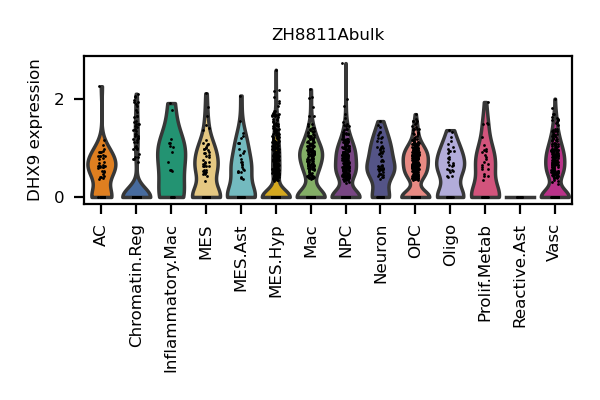 ZH8811Abulk
DHX9 expression
2
0
AC
Chromatin.Reg
Inflammatory.Mac
MES
MES.Ast
MES.Hyp
Mac
NPC
Neuron
OPC
Oligo
Prolif.Metab
Reactive.Ast
Vasc